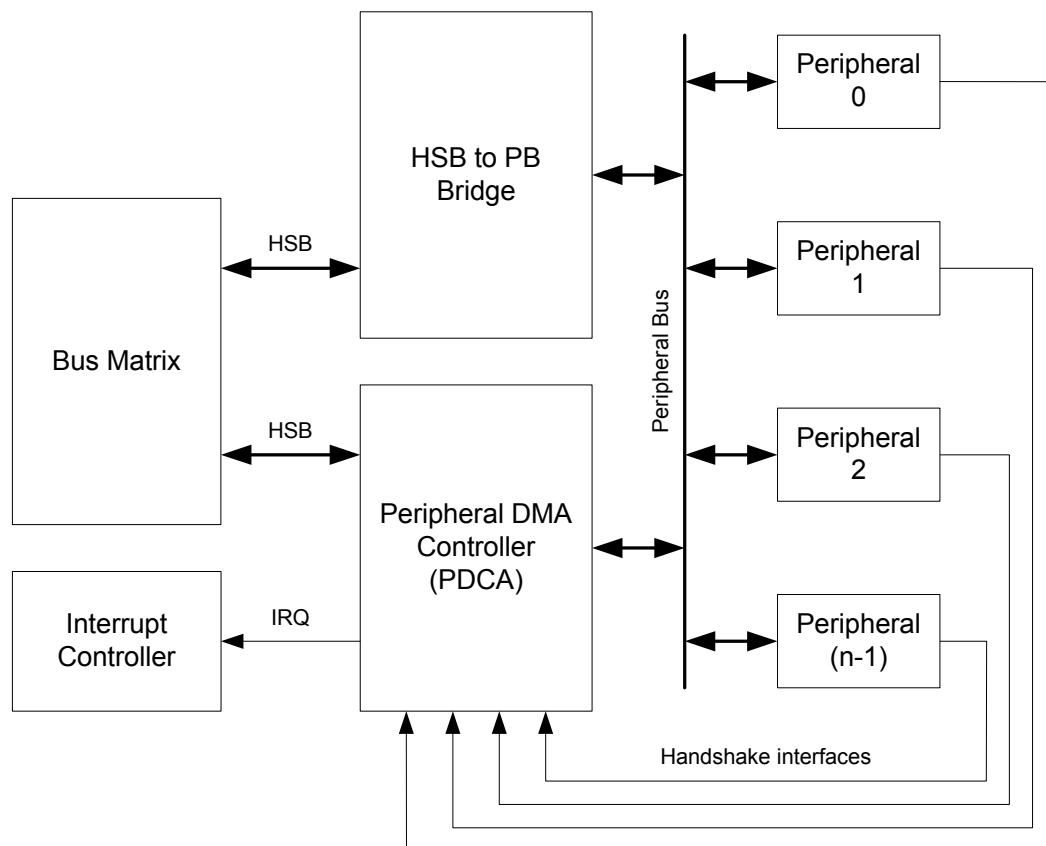 Peripheral
0
HSB to PB
Bridge
HSB
Peripheral
1
Bus Matrix
Peripheral Bus
HSB
Peripheral
2
Peripheral DMA
Controller
(PDCA)
Interrupt
Controller
IRQ
Peripheral
(n-1)
Handshake interfaces